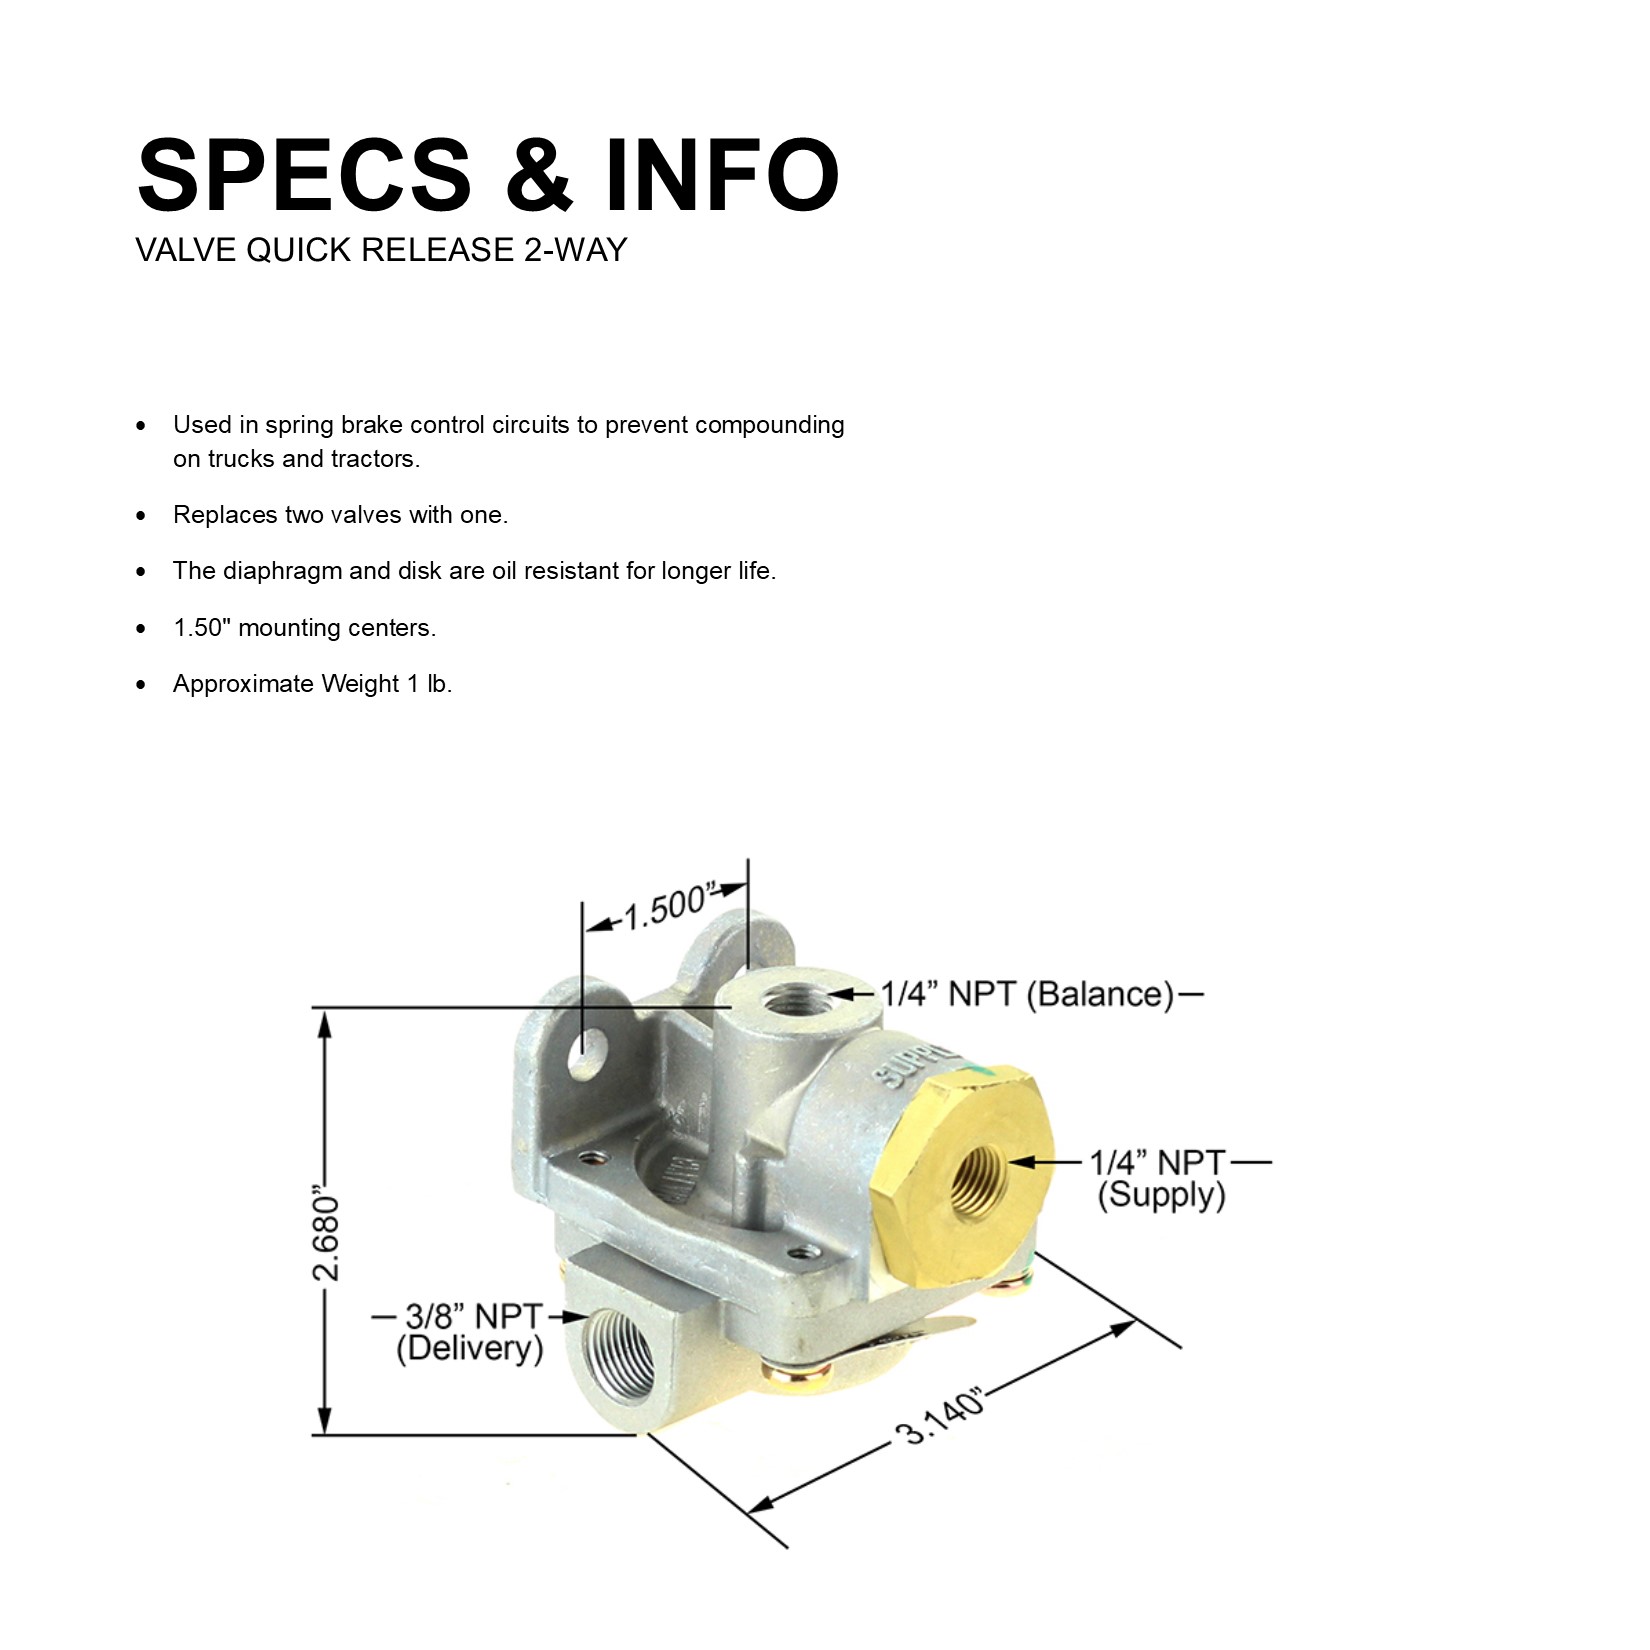 SPECS & INFO
VALVE QUICK RELEASE 2-WAY
• Used in spring brake control circuits to prevent compounding
on trucks and tractors.
• Replaces two valves with one.
• The diaphragm and disk are oil resistant for longer life.
• 1.50" mounting centers.
• Approximate Weight 1 lb.
1.500”
1/4” NPT (Balance)
1/4” NPT
(Supply)
2.680”
3/8” NPT
(Delivery)
3.140”